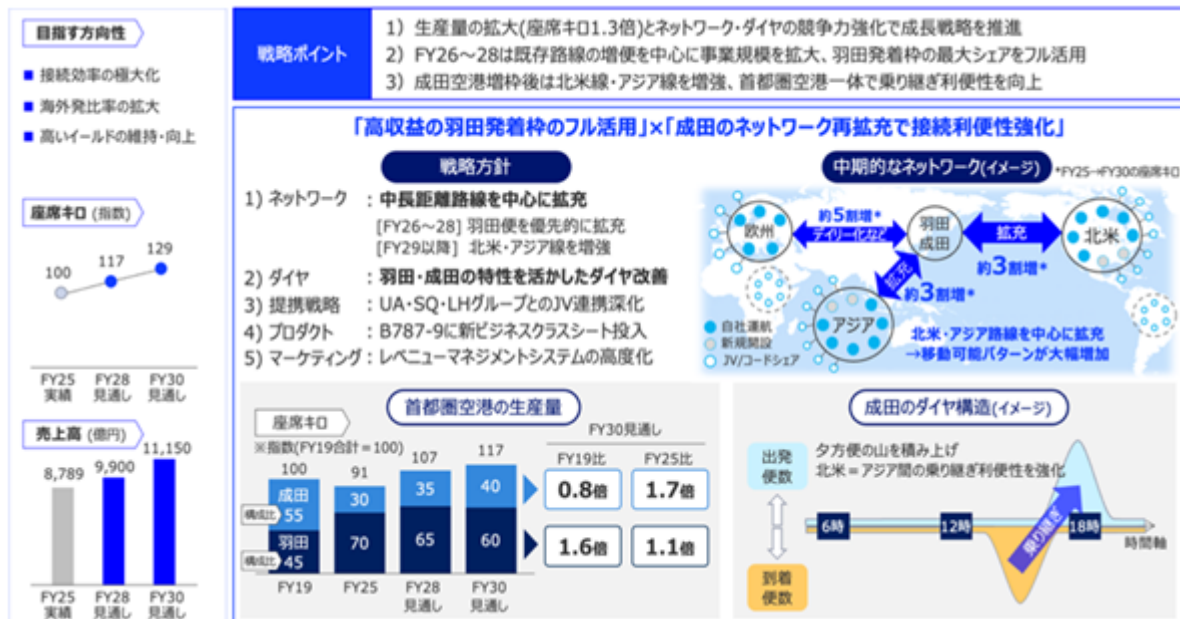 目指す方向性
■ 接続効率の極大化
■ 海外発比率の拡大
■ 高いイールドの維持・向上
座席キロ (指数)
100
117
129
FY25
実績
FY28
見通し
FY30
見通し
売上高 (億円)
8,789
9,900
11,150
FY25
実績
FY28
見通し
FY30
見通し
戦略ポイント
1) 生産量の拡大(座席キロ1.3倍)とネットワーク・ダイヤの競争力強化で成長戦略を推進
2) FY26～28は既存路線の増便を中心に事業規模を拡大、羽田発着枠の最大シェアをフル活用
3) 成田空港増枠後は北米線・アジア線を増強、首都圏空港一体で乗り継ぎ利便性を向上
「高収益の羽田発着枠のフル活用」×「成田のネットワーク再拡充で接続利便性強化」
戦略方針
1) ネットワーク : 中長距離路線を中心に拡充
[FY26～28] 羽田便を優先的に拡充
[FY29以降] 北米・アジア線を増強
2) ダイヤ : 羽田・成田の特性を活かしたダイヤ改善
3) 提携戦略 : UA・SQ・LHグループとのJV連携深化
4) プロダクト : B787-9に新ビジネスクラスシート投入
5) マーケティング : レベニューマネジメントシステムの高度化
中期的なネットワーク(イメージ)
*FY25→FY30の座席キロ
欧州
約5割増*
デイリー化など
羽田
成田
拡充
北米
約3割増*
拡充
約3割増*
アジア
自社運航
新規開設
JV/コードシェア
北米・アジア路線を中心に拡充
→移動可能パターンが大幅増加
首都圏空港の生産量
座席キロ
※指数(FY19合計=100)
100
91
107
117
成田
55
30
35
40
構成比
羽田
45
70
65
60
構成比
FY19
FY25
FY28
見通し
FY30
見通し
FY30見通し
FY19比
FY25比
0.8倍
1.7倍
1.6倍
1.1倍
成田のダイヤ構造(イメージ)
出発
便数
夕方便の山を積み上げ
北米=アジア間の乗り継ぎ利便性を強化
6時
12時
18時
乗り継ぎ
時間軸
到着
便数